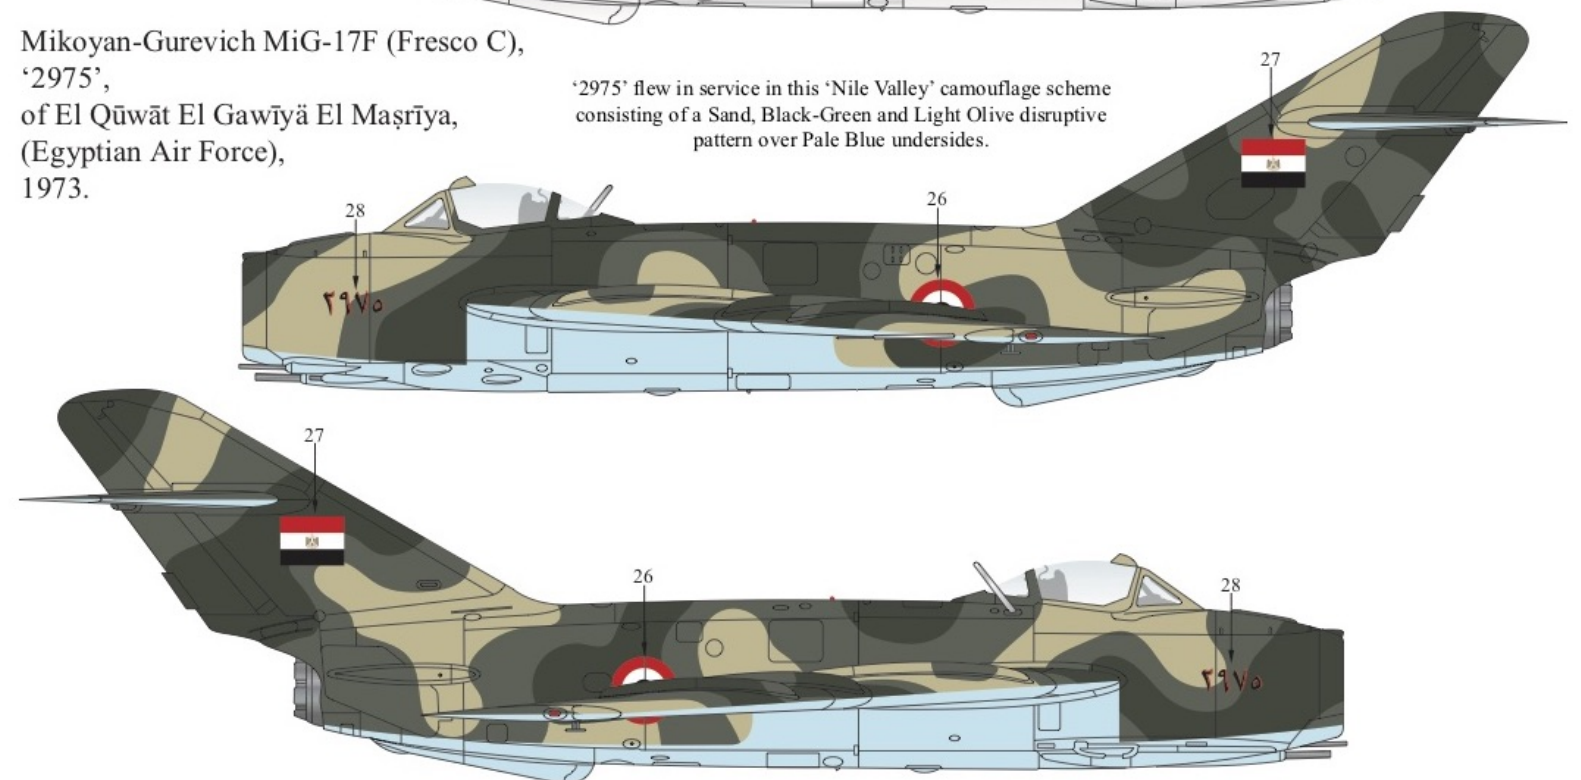 Mikoyan-Gurevich MiG-17F (Fresco C),
‘2975’,
of El Qūwāt El Gawīyä El Maṣrīya,
(Egyptian Air Force),
1973.
‘2975’ flew in service in this ‘Nile Valley’ camouflage scheme
consisting of a Sand, Black-Green and Light Olive disruptive
pattern over Pale Blue undersides.
27
28
26
٢٩٧٥
27
26
28
٢٩٧٥